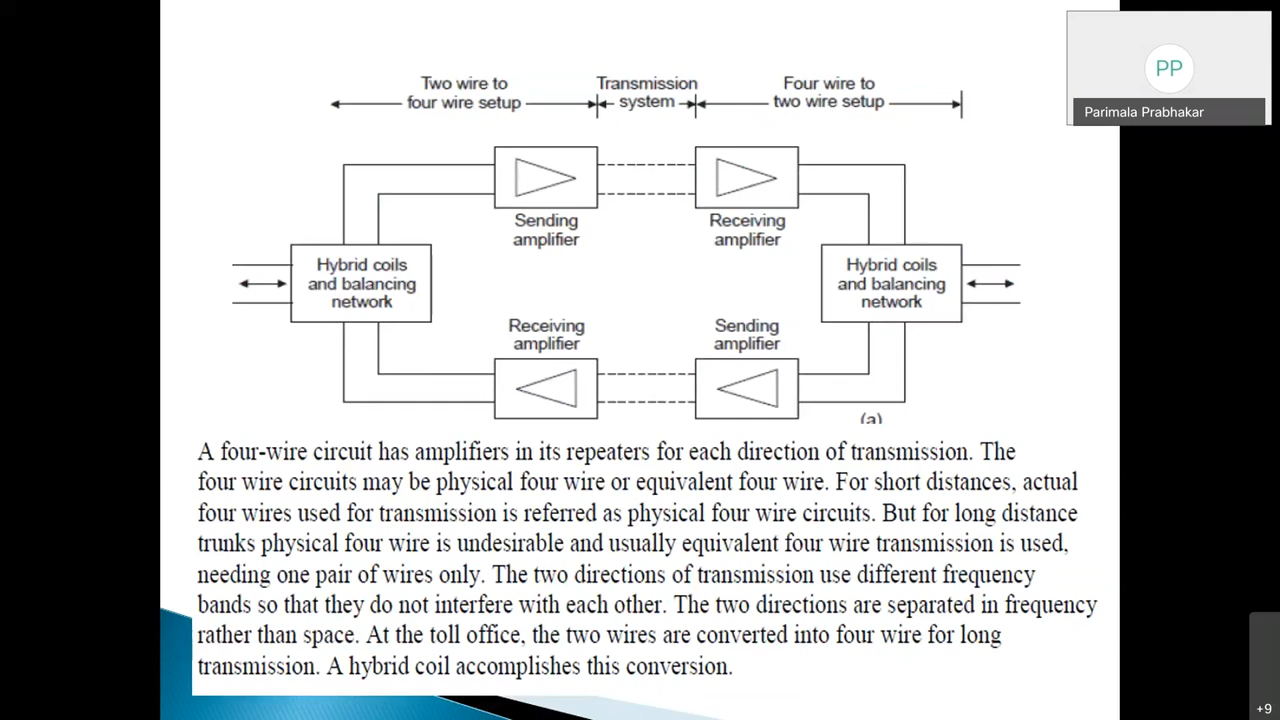 PP
Parimala Prabhakar
Two wire to
four wire setup
Transmission
system
Four wire to
two wire setup
Sending
amplifier
Receiving
amplifier
Hybrid coils
and balancing
network
Hybrid coils
and balancing
network
Receiving
amplifier
Sending
amplifier
(a)
A four-wire circuit has amplifiers in its repeaters for each direction of transmission. The
four wire circuits may be physical four wire or equivalent four wire. For short distances, actual
four wires used for transmission is referred as physical four wire circuits. But for long distance
trunks physical four wire is undesirable and usually equivalent four wire transmission is used,
needing one pair of wires only. The two directions of transmission use different frequency
bands so that they do not interfere with each other. The two directions are separated in frequency
rather than space. At the toll office, the two wires are converted into four wire for long
transmission. A hybrid coil accomplishes this conversion.
+9